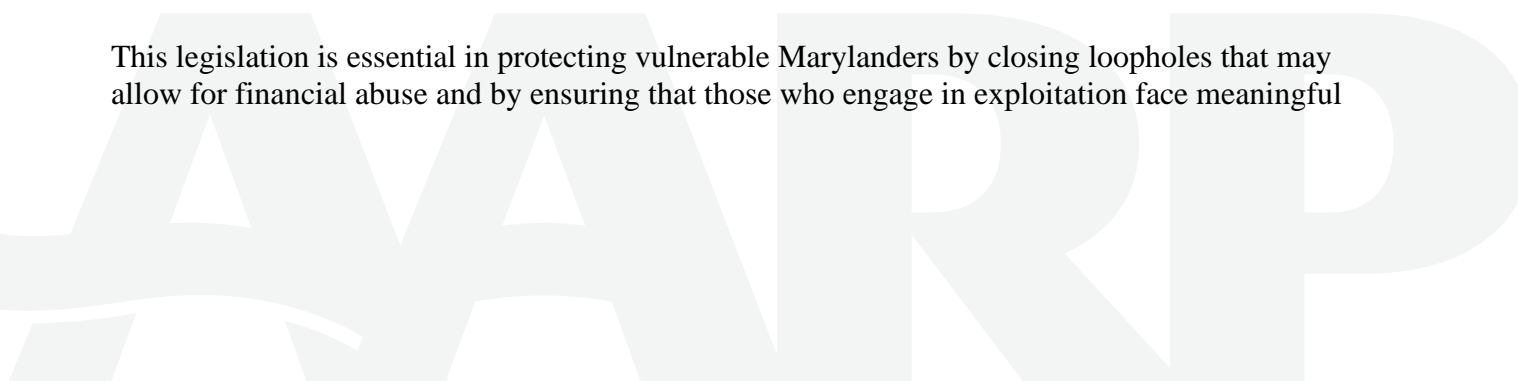 This legislation is essential in protecting vulnerable Marylanders by closing loopholes that may
allow for financial abuse and by ensuring that those who engage in exploitation face meaningful
AARP